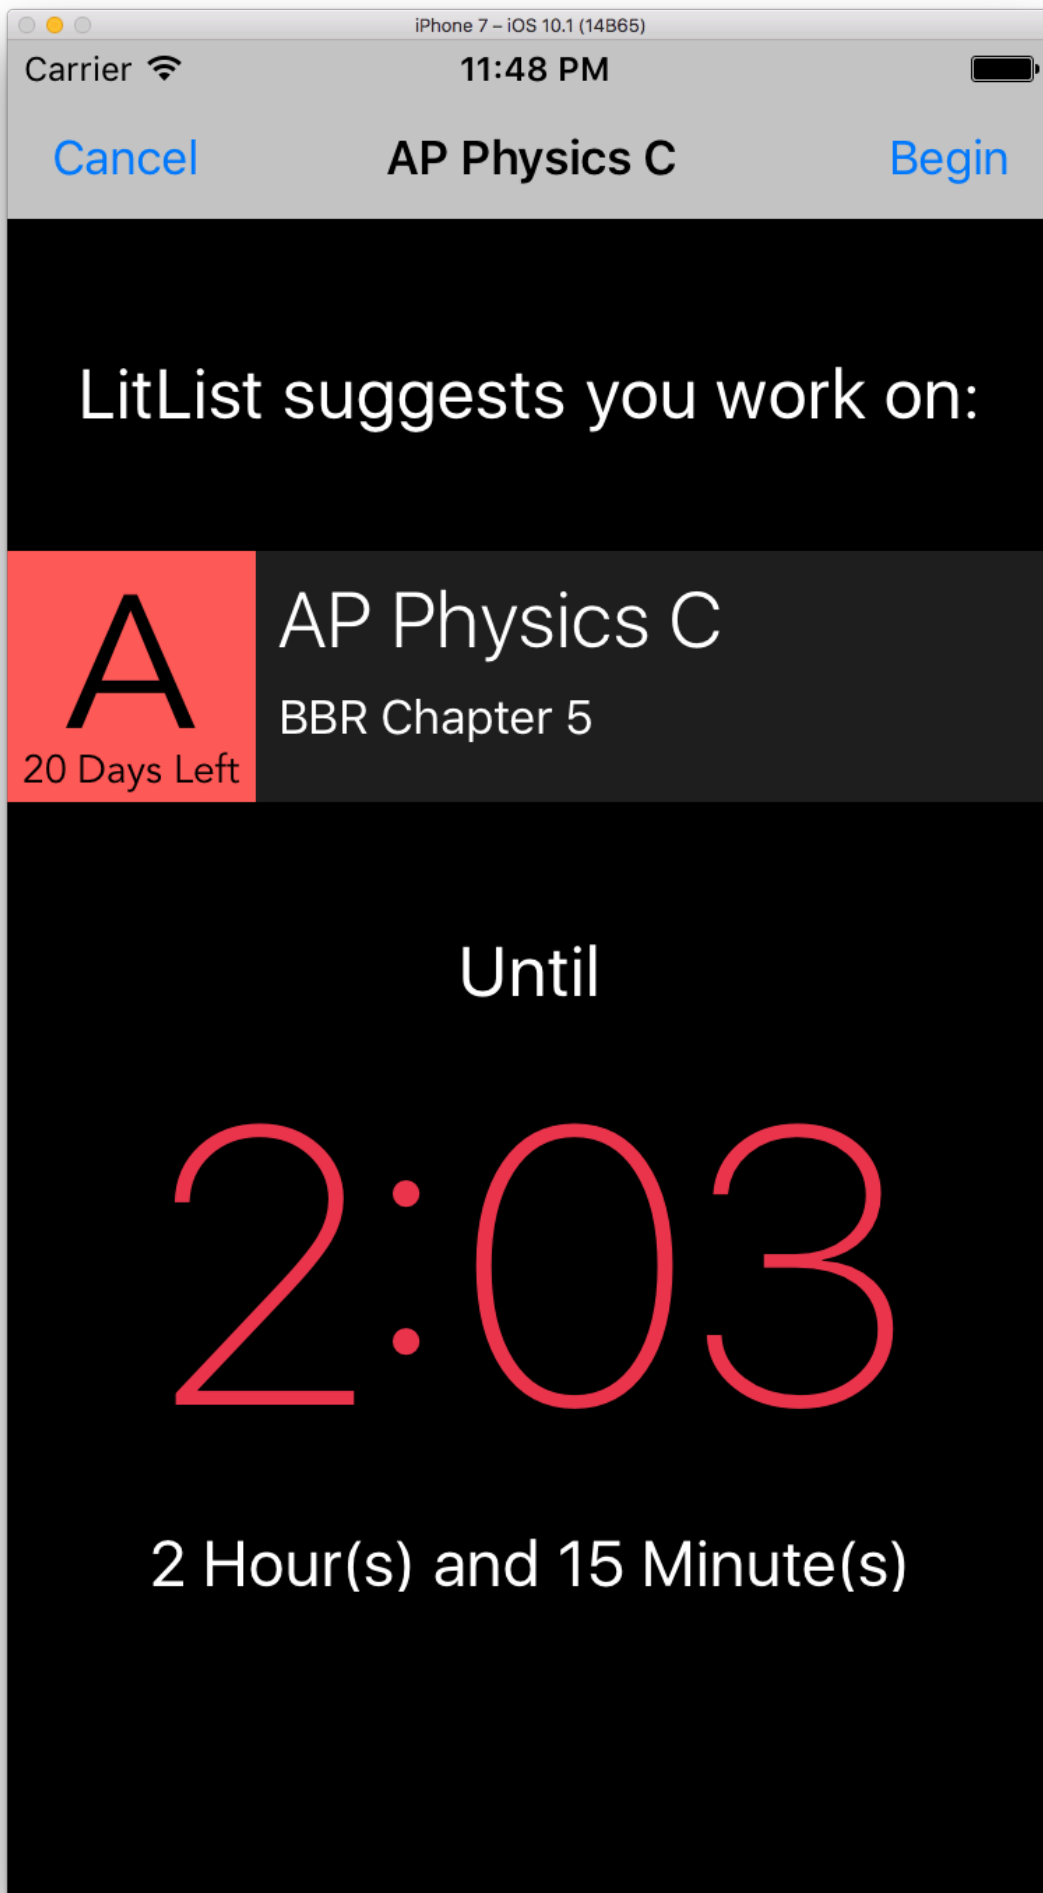 iPhone 7 – iOS 10.1 (14B65)
Carrier 11:48 PM
Cancel AP Physics C Begin
LitList suggests you work on:
A
20 Days Left
AP Physics C
BBR Chapter 5
Until
2:03
2 Hour(s) and 15 Minute(s)